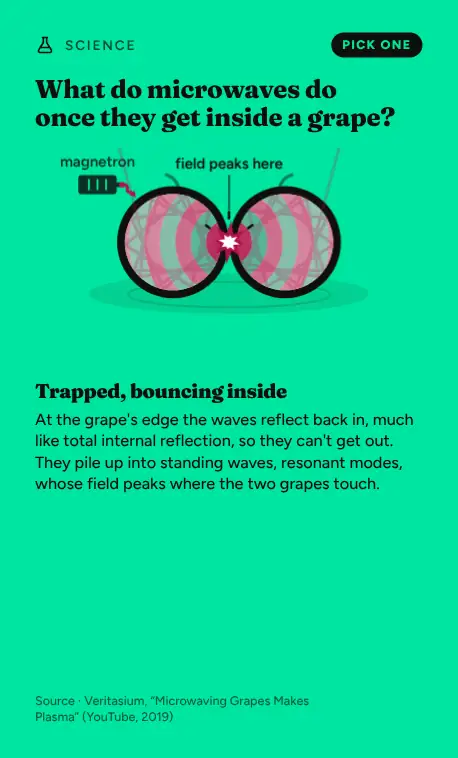 SCIENCE
PICK ONE
What do microwaves do
once they get inside a grape?
magnetron
field peaks here
Trapped, bouncing inside
At the grape's edge the waves reflect back in, much
like total internal reflection, so they can't get out.
They pile up into standing waves, resonant modes,
whose field peaks where the two grapes touch.
Source · Veritasium, “Microwaving Grapes Makes
Plasma” (YouTube, 2019)